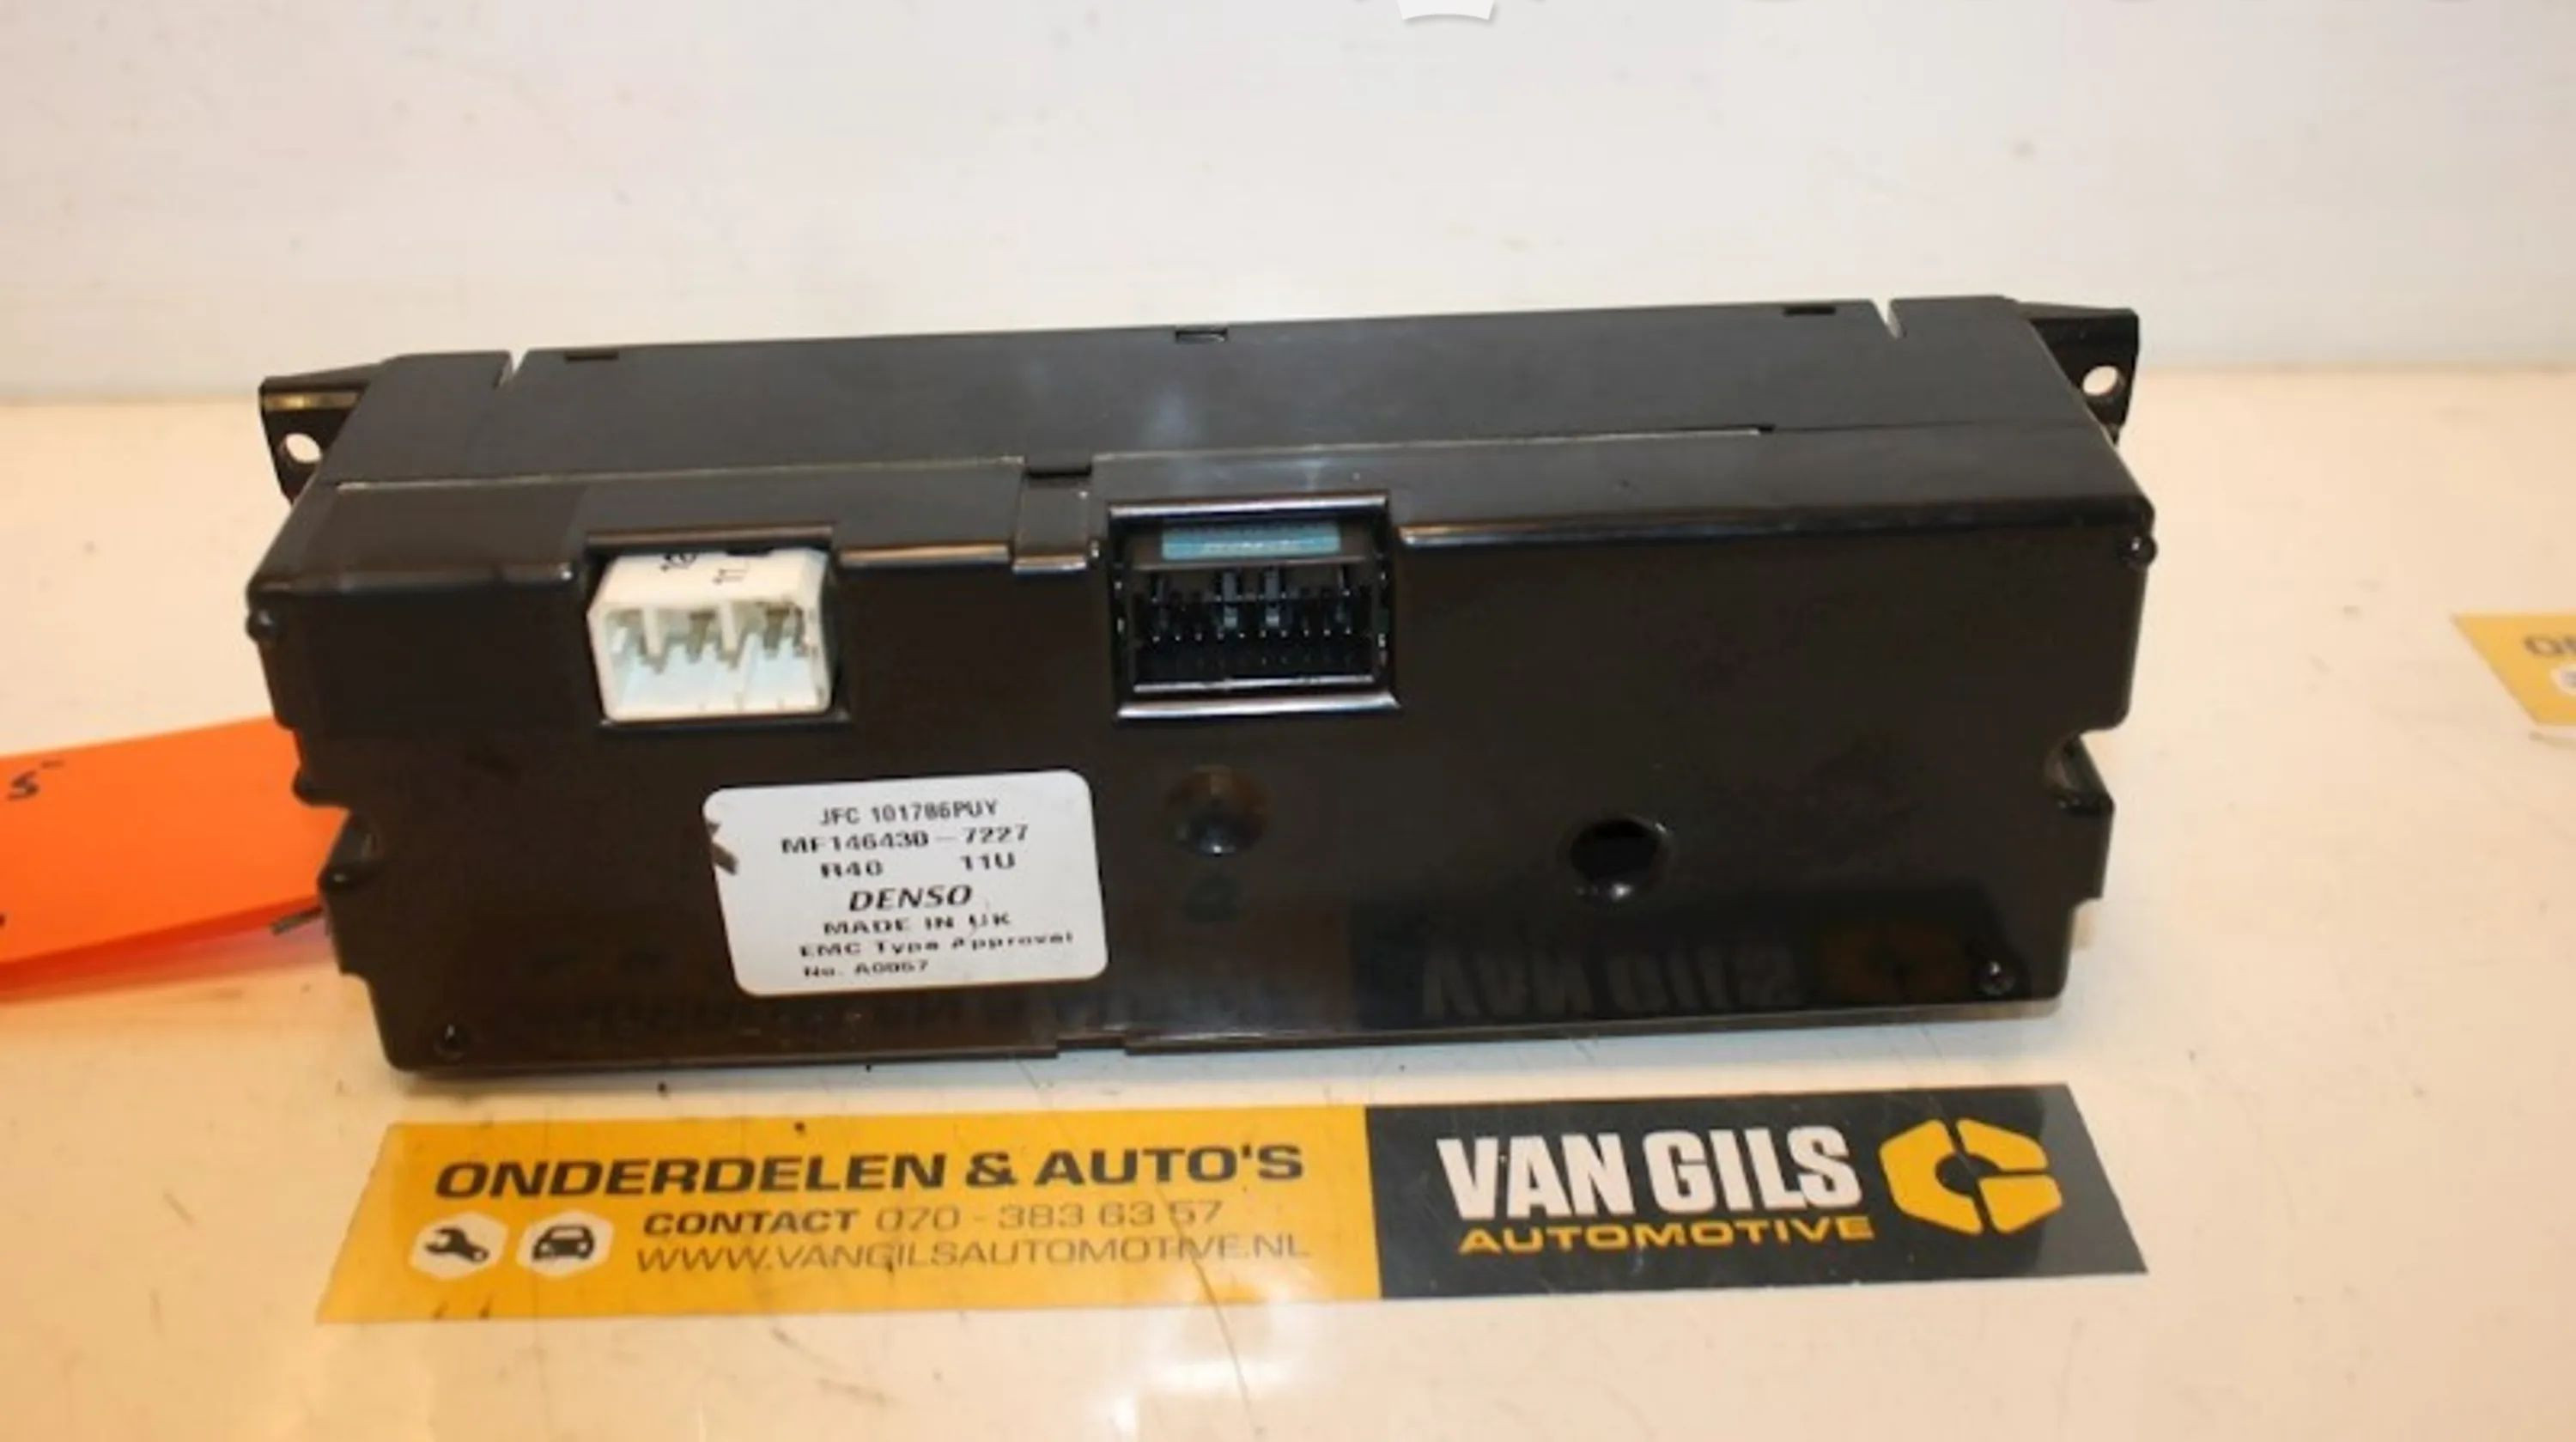 JFC 101786PUY
MF146430-7227
R40 11U
DENSO
MADE IN UK
EMC Type Approval
No. A0057
ONDERDELEN & AUTO'S
CONTACT 070 - 383 63 57
WWW.VANGILSAUTOMOTIVE.NL
VAN GILS
AUTOMOTIVE